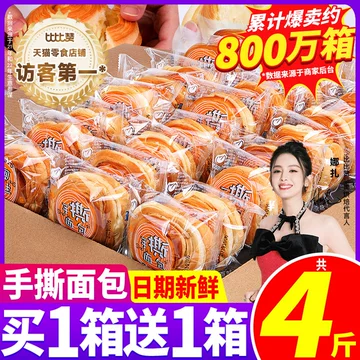 比比赞
天猫零食店铺
访客第一*
累计爆卖约
800万箱
*数据来源于商家后台
娜扎
手撕面包
日期新鲜
买1箱送1箱
共
4斤